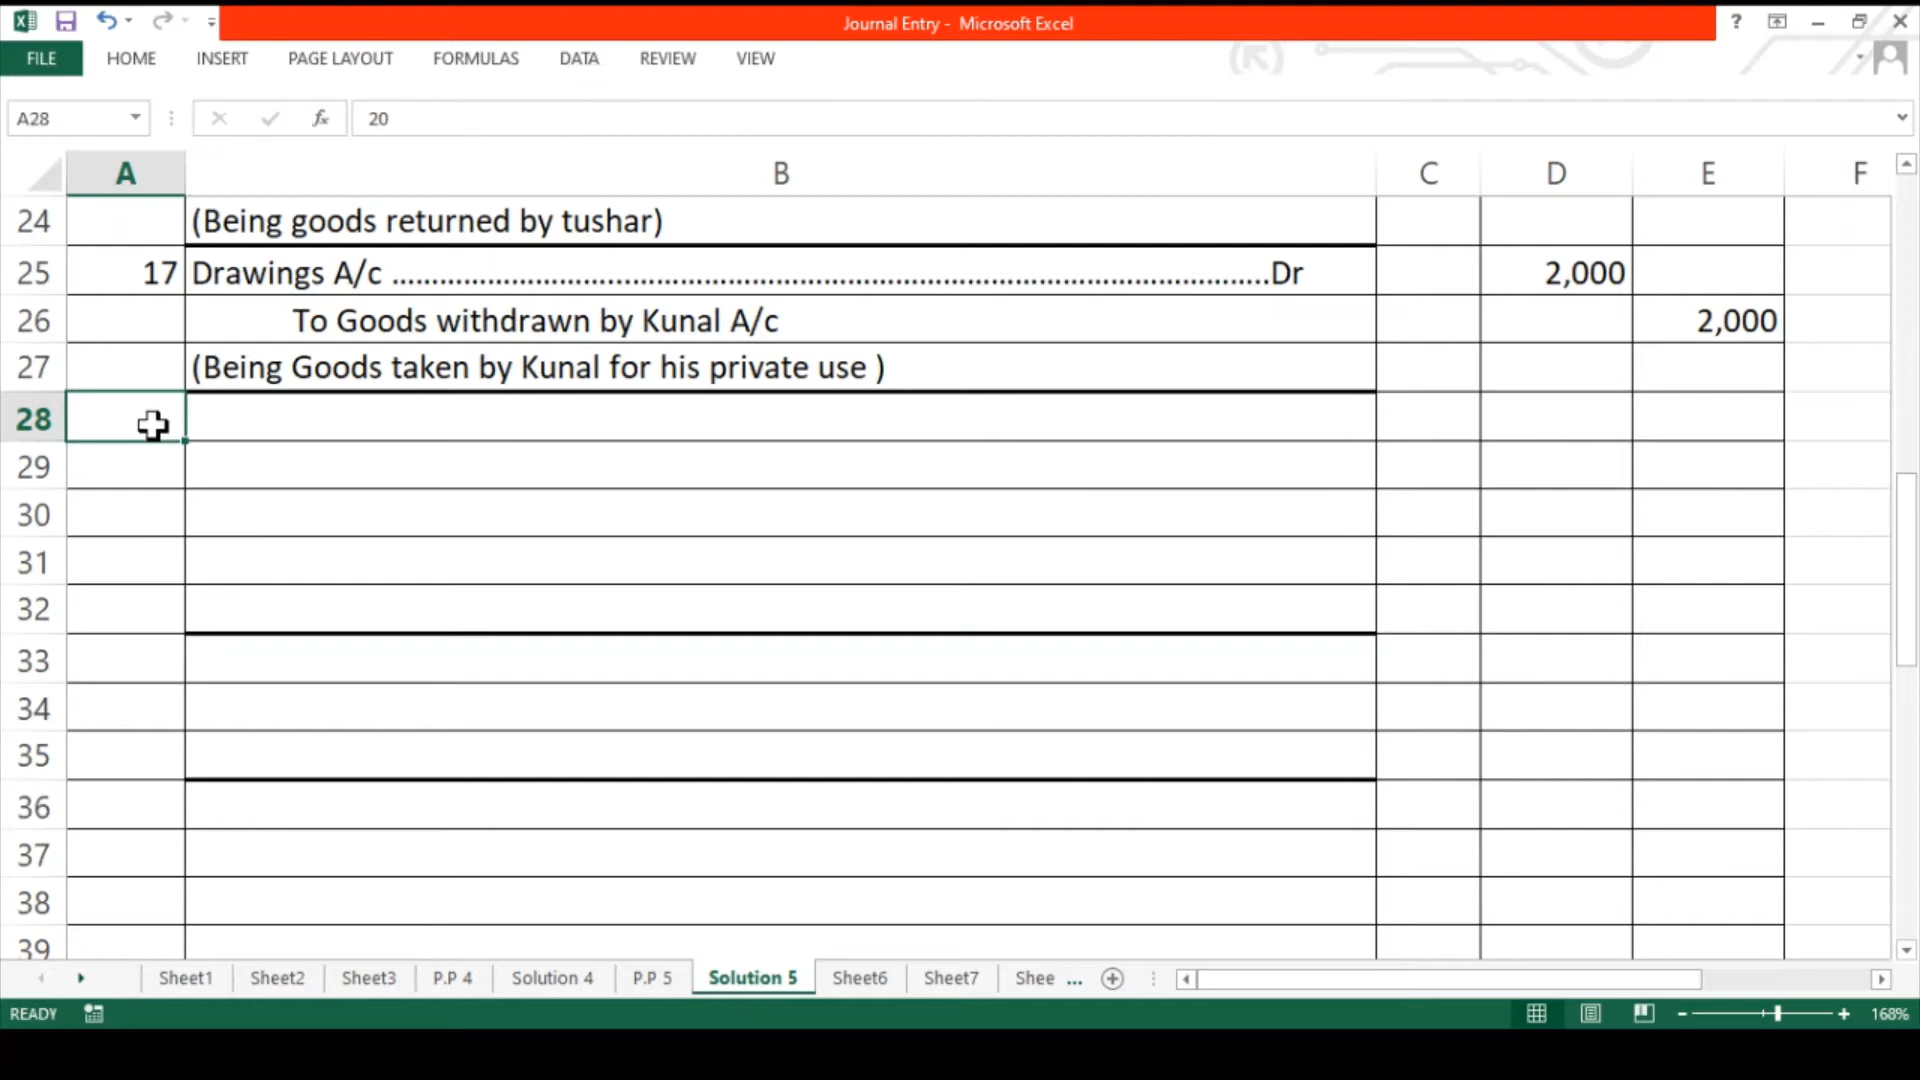 Journal Entry - Microsoft Excel
?
FILE HOME INSERT PAGE LAYOUT FORMULAS DATA REVIEW VIEW
A28 fx 20
A B C D E F
24 (Being goods returned by tushar)
25 17 Drawings A/c ................................................................................................................Dr 2,000
26 To Goods withdrawn by Kunal A/c 2,000
27 (Being Goods taken by Kunal for his private use )
28
29
30
31
32
33
34
35
36
37
38
39
Sheet1 Sheet2 Sheet3 P.P 4 Solution 4 P.P 5 Solution 5 Sheet6 Sheet7 Shee ...
READY 168%